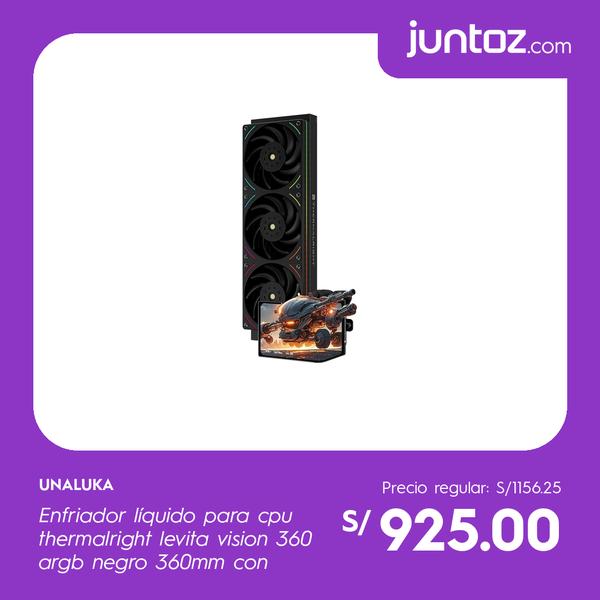 juntoz.com
UNALUKA
Enfriador líquido para cpu
thermalright levita vision 360
argb negro 360mm con
Precio regular: S/1156.25
S/ 925.00